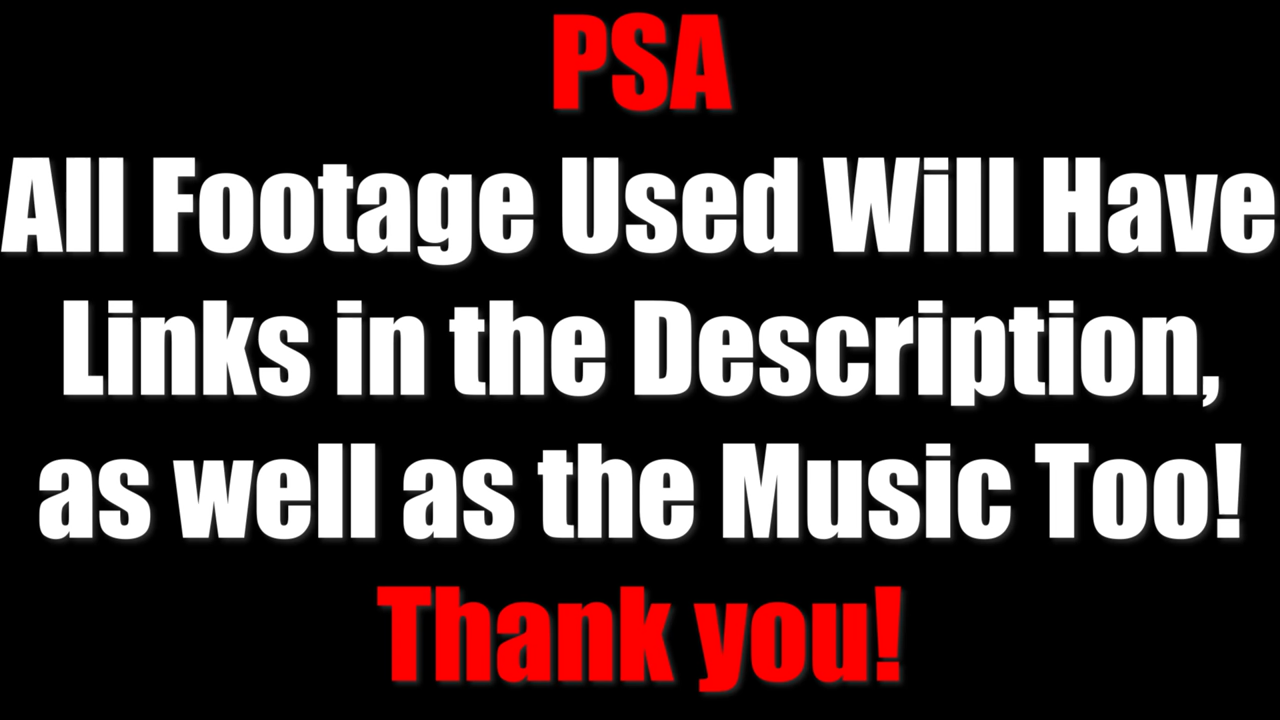 PSA
All Footage Used Will Have
Links in the Description,
as well as the Music Too!
Thank you!